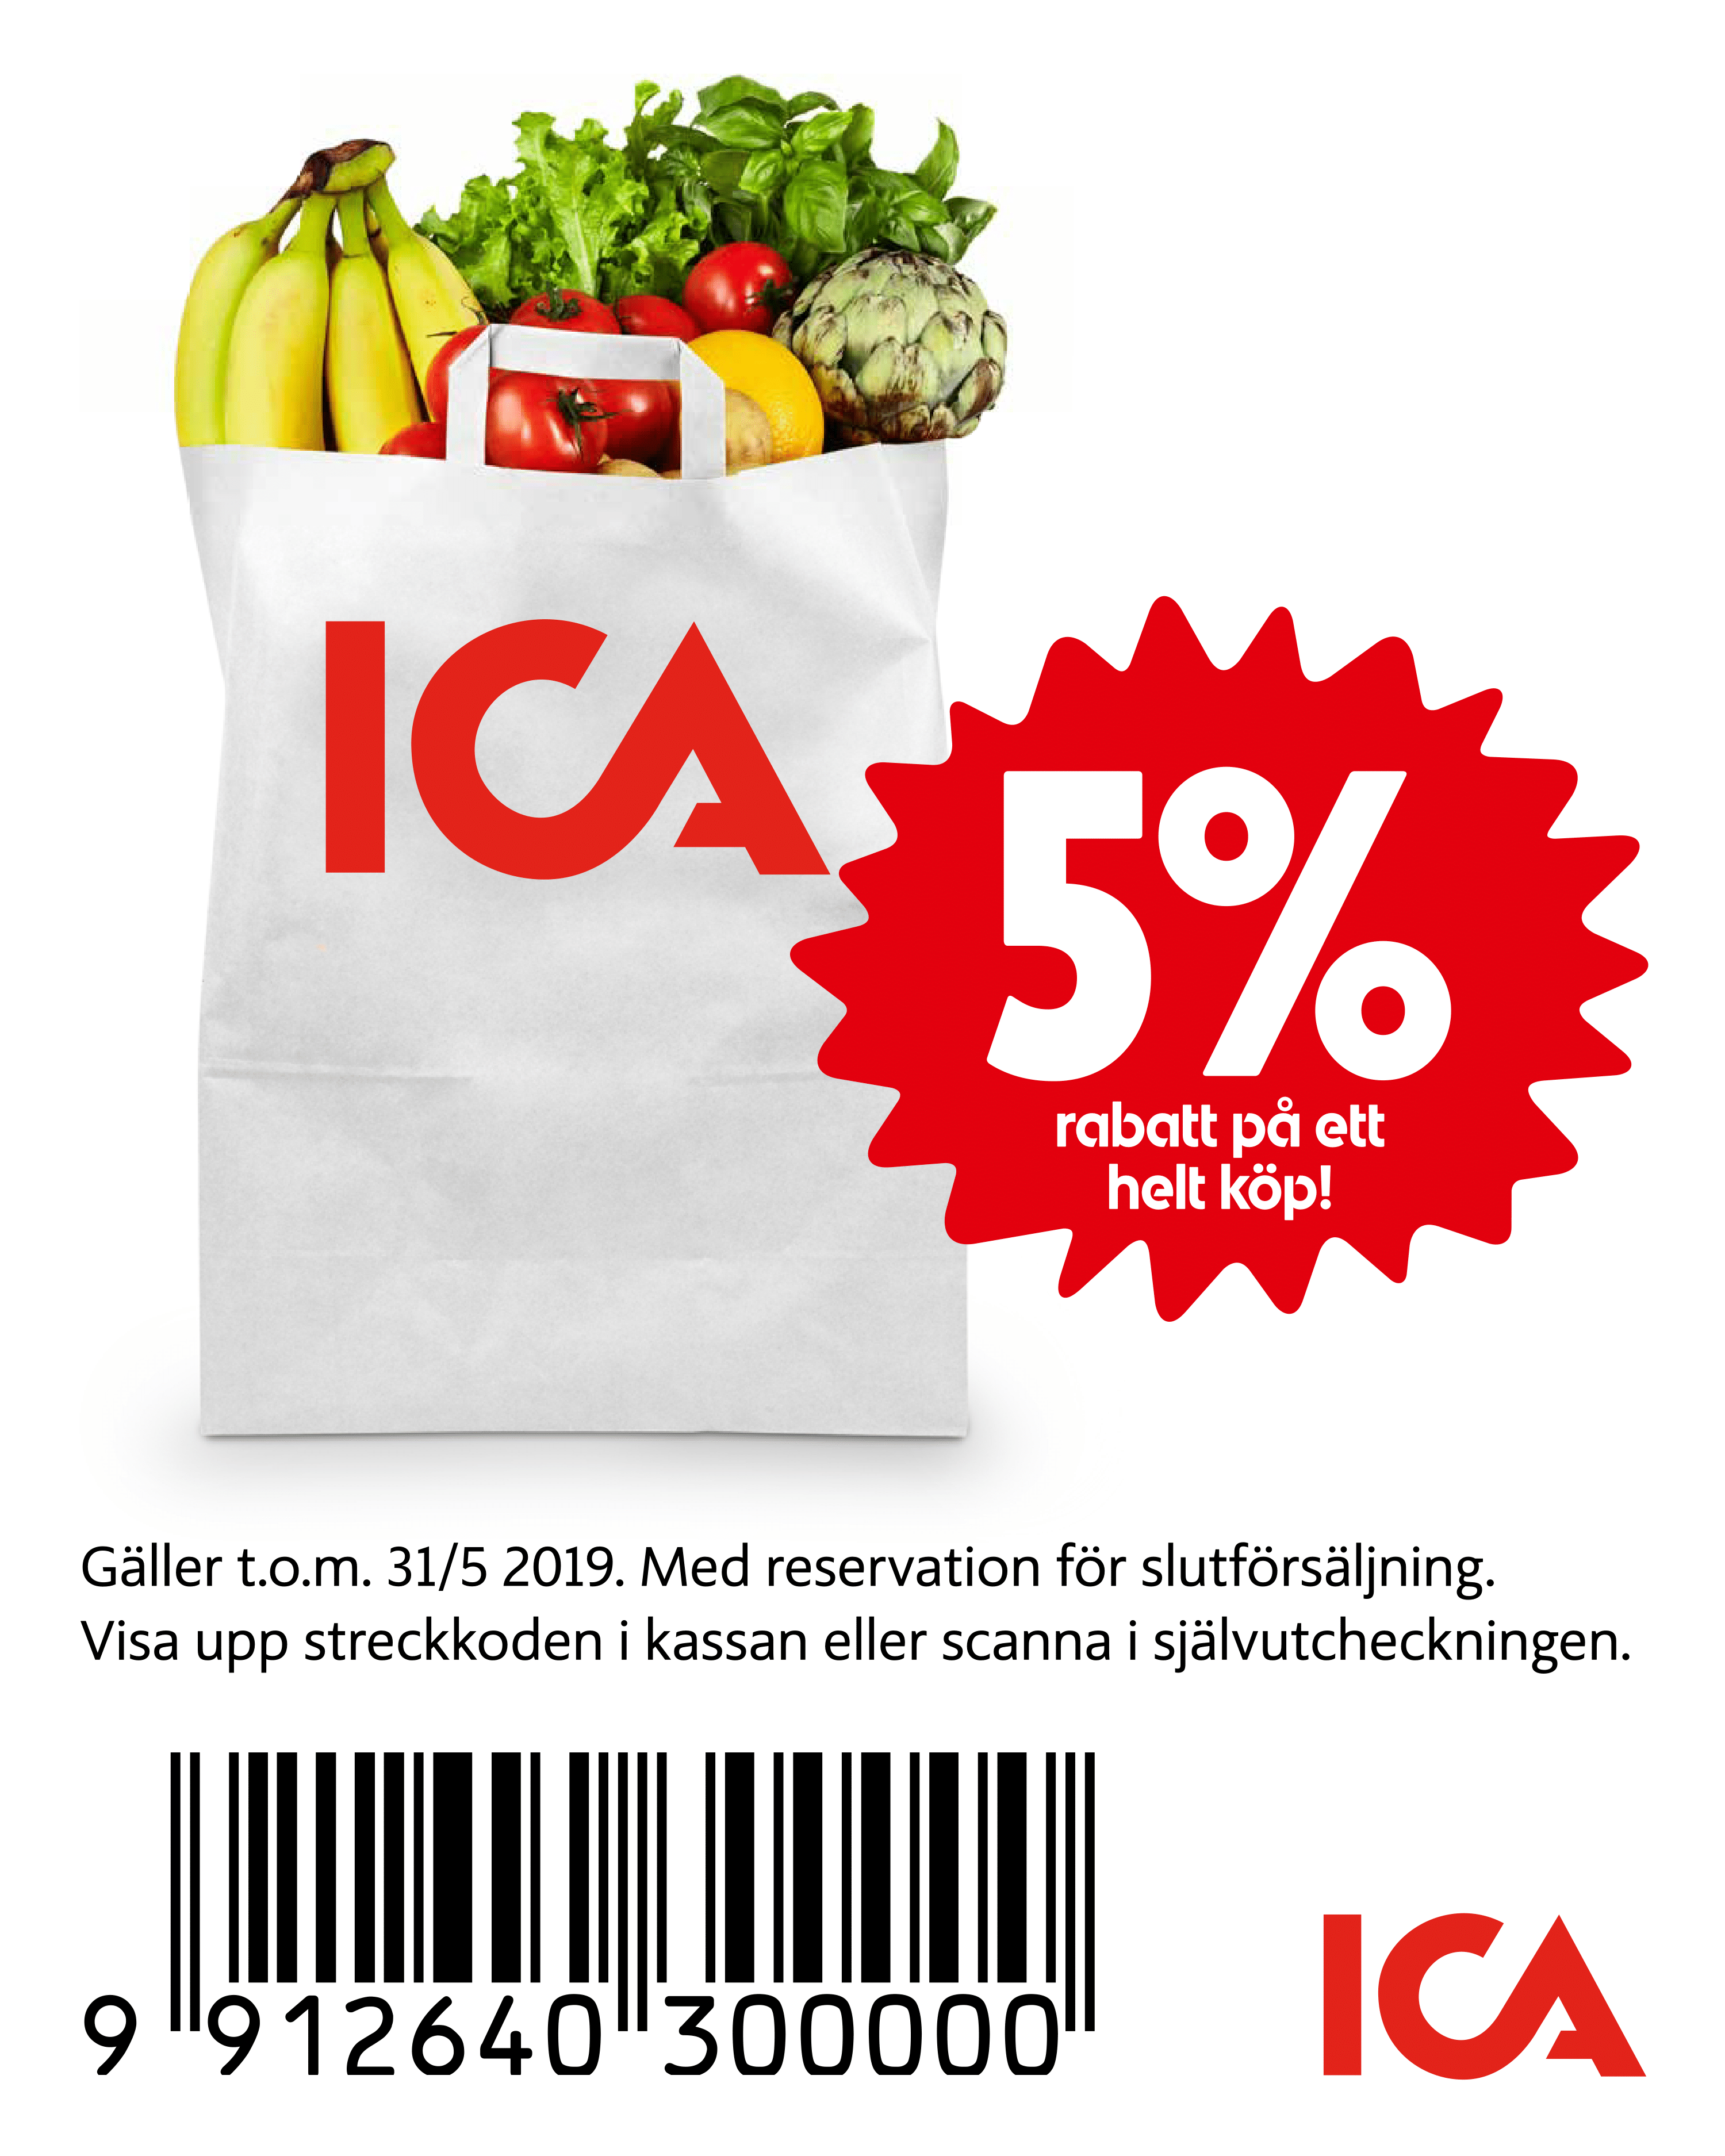 ICA
5%
rabatt på ett
helt köp!
Gäller t.o.m. 31/5 2019. Med reservation för slutförsäljning.
Visa upp streckkoden i kassan eller scanna i självutcheckningen.
9 912640 300000
ICA